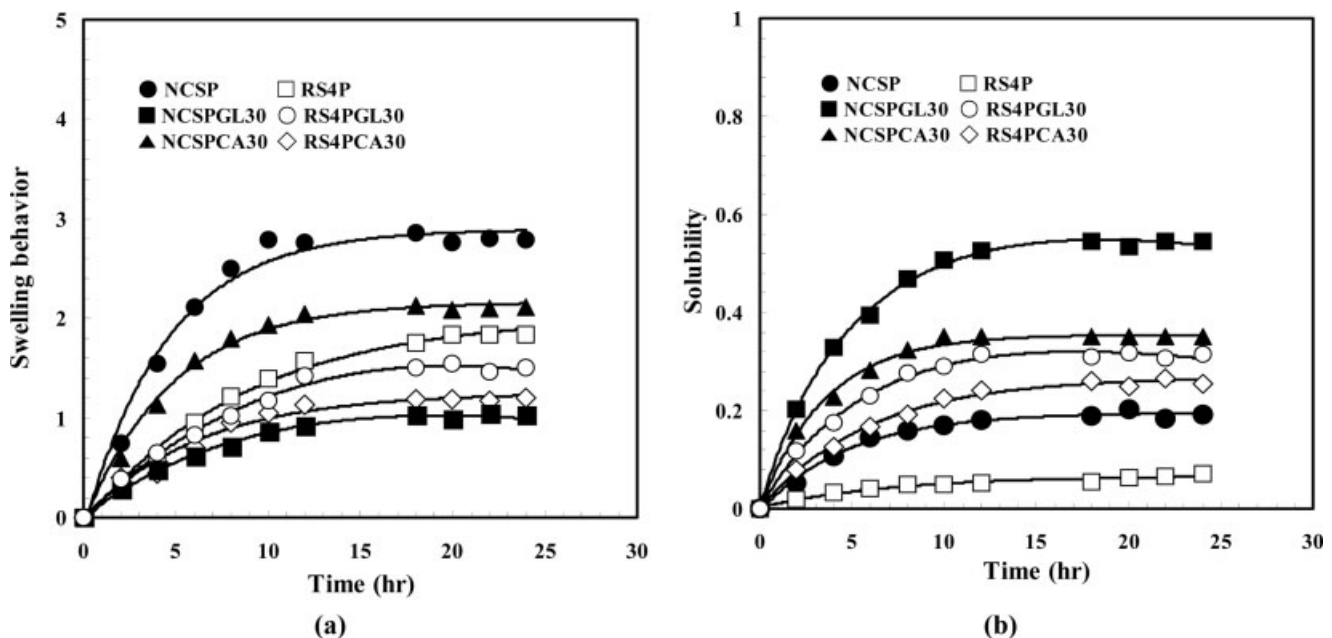 5
4
3
2
1
0
Swelling behavior
NCSP RS4P
NCSPGL30 RS4PGL30
NCSPCA30 RS4PCA30
0 5 10 15 20 25 30
Time (hr)
(a)
1
0.8
0.6
0.4
0.2
0
Solubility
NCSP RS4P
NCSPGL30 RS4PGL30
NCSPCA30 RS4PCA30
0 5 10 15 20 25 30
Time (hr)
(b)